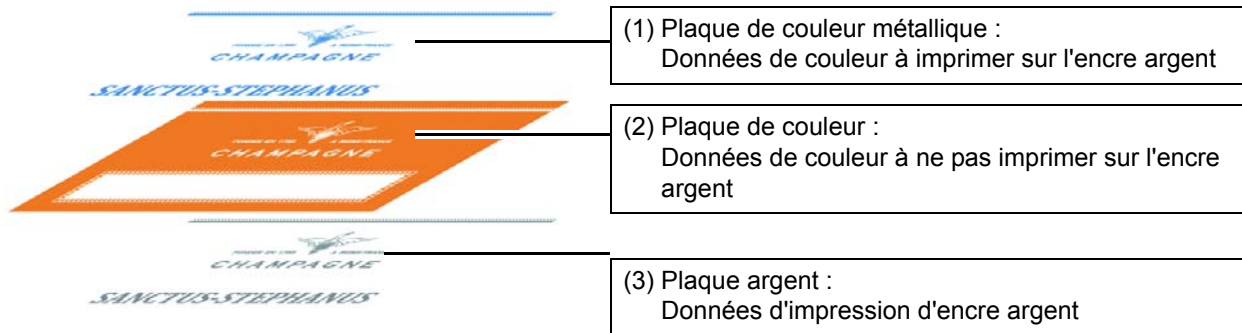 CHAMPAGNE
SANCTUS-STEPHANUS
CHAMPAGNE
CHAMPAGNE
SANCTUS-STEPHANUS
(1) Plaque de couleur métallique :
Données de couleur à imprimer sur l'encre argent
(2) Plaque de couleur :
Données de couleur à ne pas imprimer sur l'encre
argent
(3) Plaque argent :
Données d'impression d'encre argent